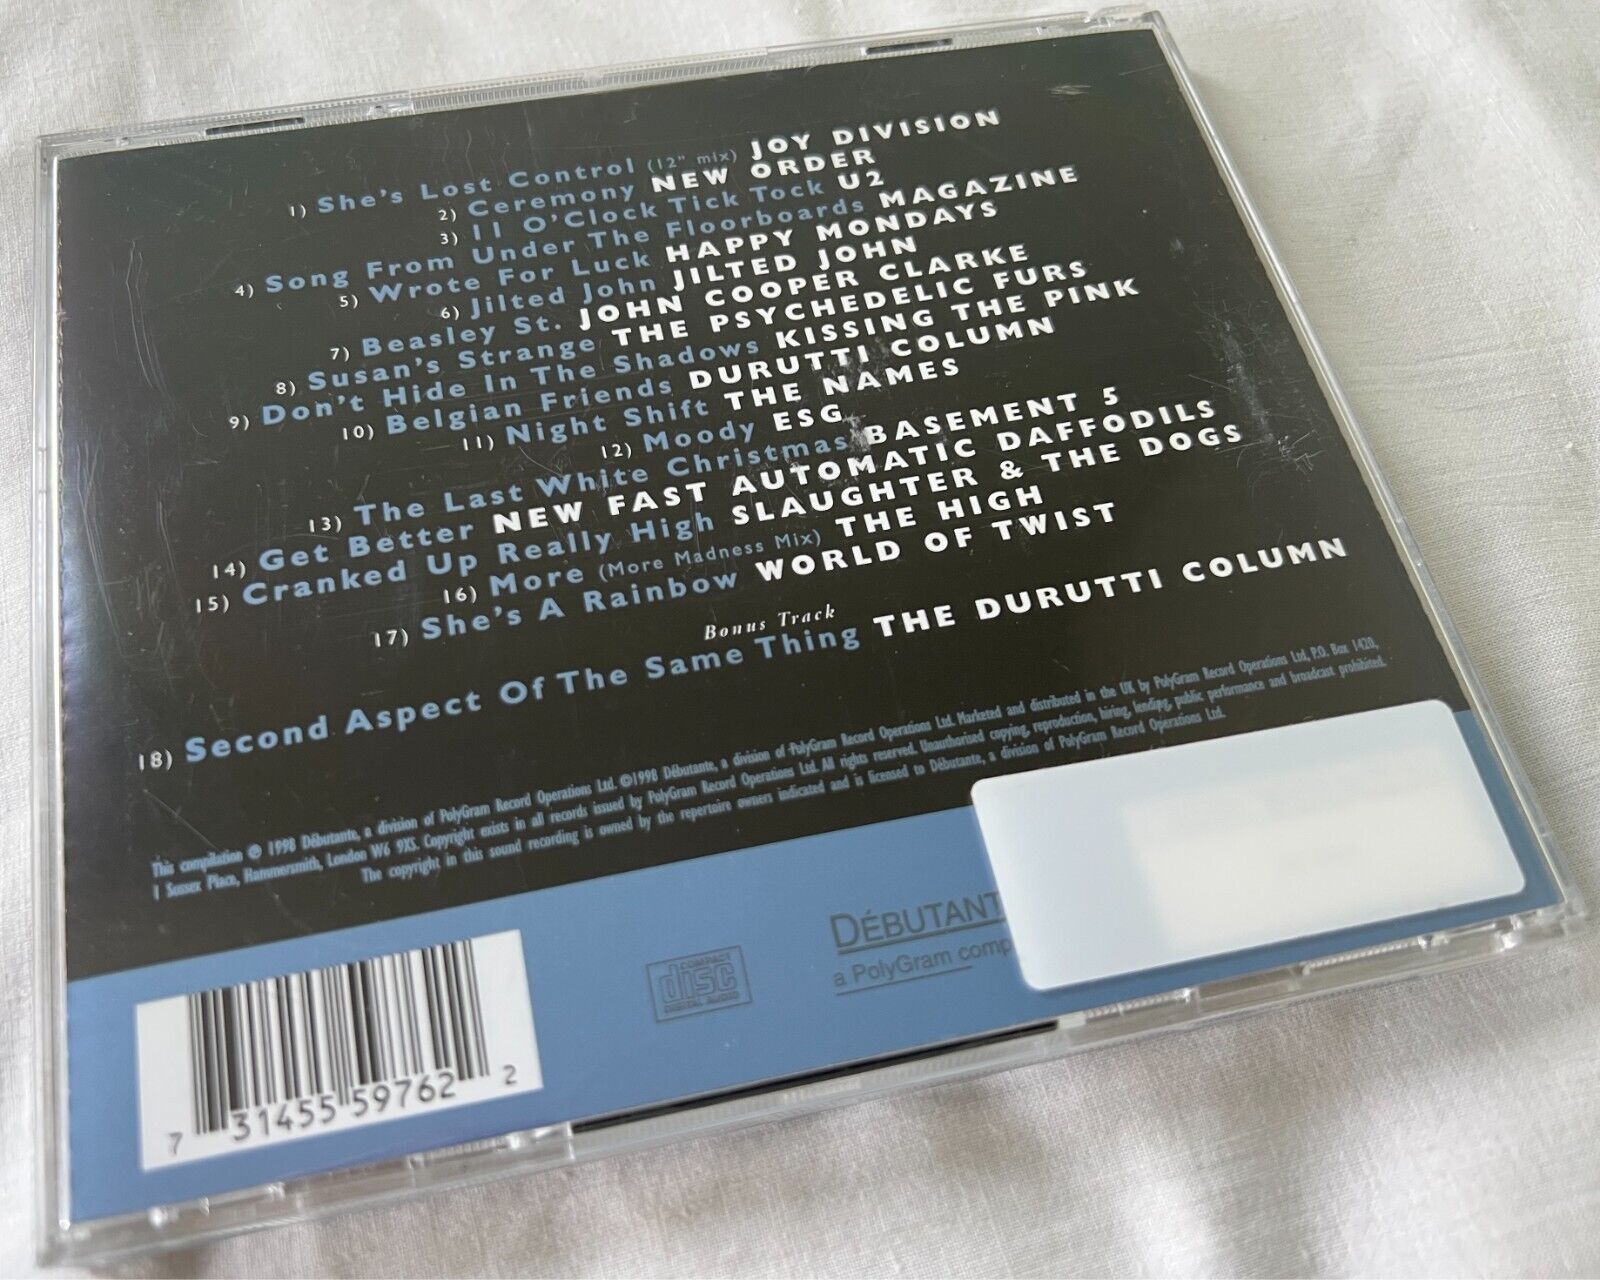 1) She's Lost Control (12" mix) JOY DIVISION
2) Ceremony NEW ORDER
3) 11 O'Clock Tick Tock U2
4) Song From Under The Floorboards MAGAZINE
5) Wrote For Luck HAPPY MONDAYS
6) Jilted John JILTED JOHN
7) Beasley St. JOHN COOPER CLARKE
8) Susan's Strange THE PSYCHEDELIC FURS
9) Don't Hide In The Shadows KISSING THE PINK
10) Belgian Friends DURUTTI COLUMN
11) Night Shift THE NAMES
12) Moody ESG
13) The Last White Christmas BASEMENT 5
14) Get Better NEW FAST AUTOMATIC DAFFODILS
15) Cranked Up Really High SLAUGHTER & THE DOGS
16) More (More Madness Mix) THE HIGH
17) She's A Rainbow WORLD OF TWIST
Bonus Track
18) Second Aspect Of The Same Thing THE DURUTTI COLUMN
This compilation ℗ 1998 Débutante, a division of PolyGram Record Operations Ltd. ©1998 Débutante, a division of PolyGram Record Operations Ltd. Marketed and distributed in the UK by PolyGram Record Operations Ltd, P.O. Box 1420,
1 Sussex Place, Hammersmith, London W6 9XS. Copyright exists in all records issued by PolyGram Record Operations Ltd. All rights reserved. Unauthorised copying, reproduction, hiring, lending, public performance and broadcast prohibited.
The copyright in this sound recording is owned by the repertoire owners indicated and is licensed to Débutante, a division of PolyGram Record Operations Ltd.
DÉBUTANT
a PolyGram comp
COMPACT
disc
DIGITAL AUDIO
7 31455 59762 2